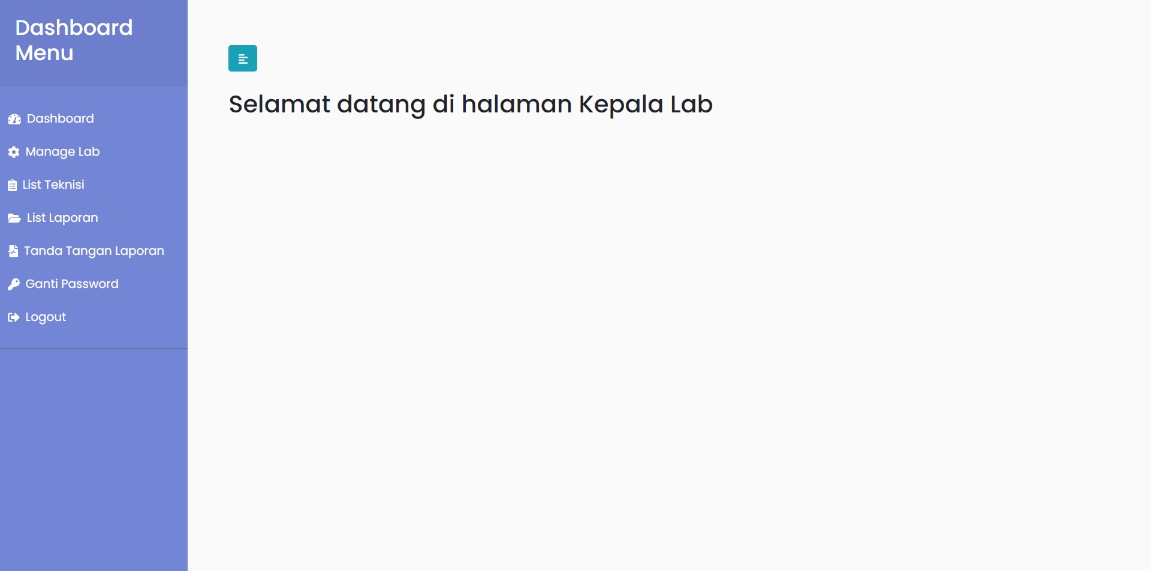 Dashboard
Menu
Dashboard
Manage Lab
List Teknisi
List Laporan
Tanda Tangan Laporan
Ganti Password
Logout
Selamat datang di halaman Kepala Lab